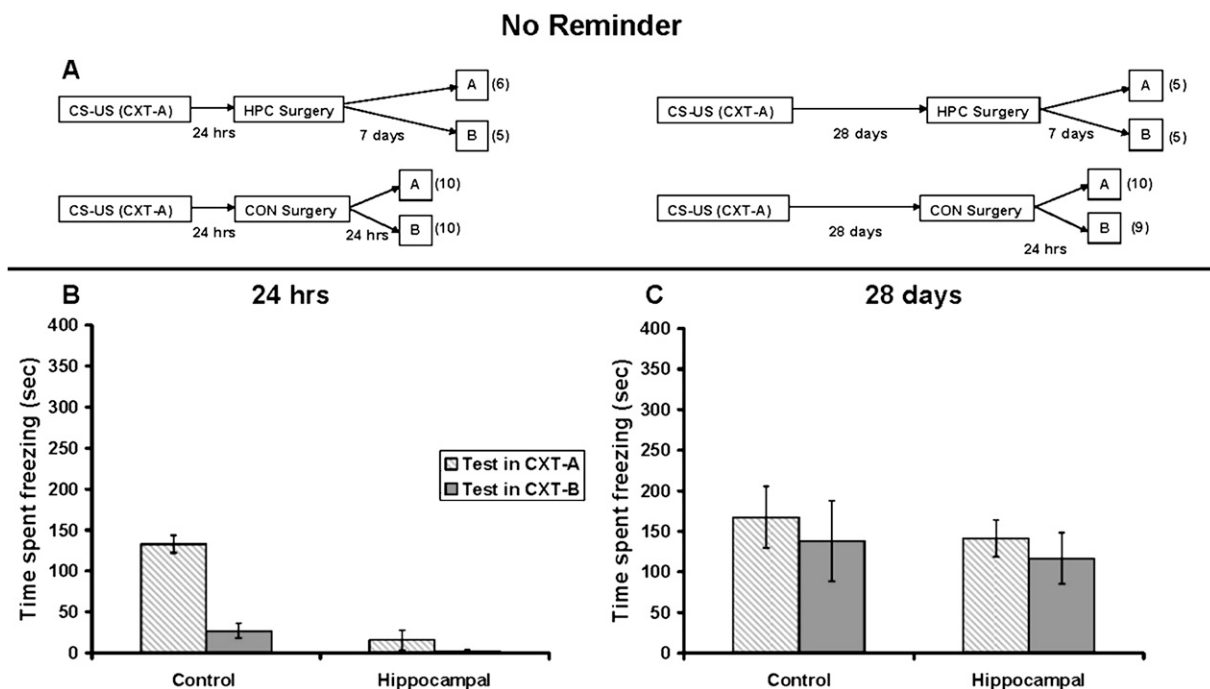 No Reminder
A
CS-US (CXT-A)
24 hrs
HPC Surgery
7 days
A (6)
B (5)
CS-US (CXT-A)
28 days
HPC Surgery
7 days
A (5)
B (5)
CS-US (CXT-A)
24 hrs
CON Surgery
24 hrs
A (10)
B (10)
CS-US (CXT-A)
28 days
CON Surgery
24 hrs
A (10)
B (9)
B
24 hrs
Time spent freezing (sec)
400
350
300
250
200
150
100
50
0
Control
Hippocampal
Test in CXT-A
Test in CXT-B
C
28 days
Time spent freezing (sec)
400
350
300
250
200
150
100
50
0
Control
Hippocampal